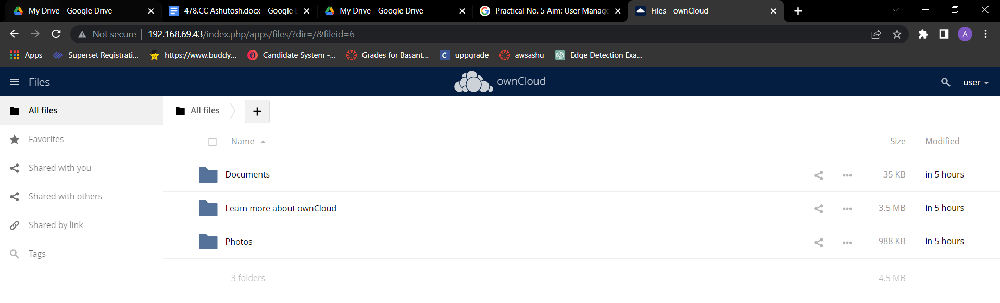 My Drive - Google Drive
478.CC Ashutosh.docx - Google D
My Drive - Google Drive
Practical No. 5 Aim: User Manage
Files - ownCloud
Not secure
192.168.69.43/index.php/apps/files/?dir=/&fileid=6
A
Apps
Superset Registrati...
https://www.buddy...
Candidate System -...
Grades for Basant...
C
uppgrade
awsashu
Edge Detection Exa...
Files
ownCloud
user
All files
Favorites
Shared with you
Shared with others
Shared by link
Tags
All files
+
Name
Size
Modified
Documents
35 KB
in 5 hours
Learn more about ownCloud
3.5 MB
in 5 hours
Photos
988 KB
in 5 hours
3 folders
4.5 MB